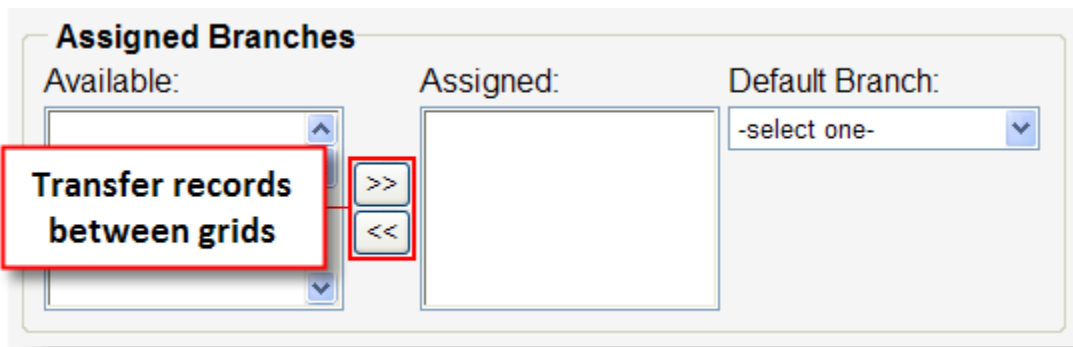 Assigned Branches
Available:
Assigned:
Default Branch:
-select one-
Transfer records
between grids
>>
<<